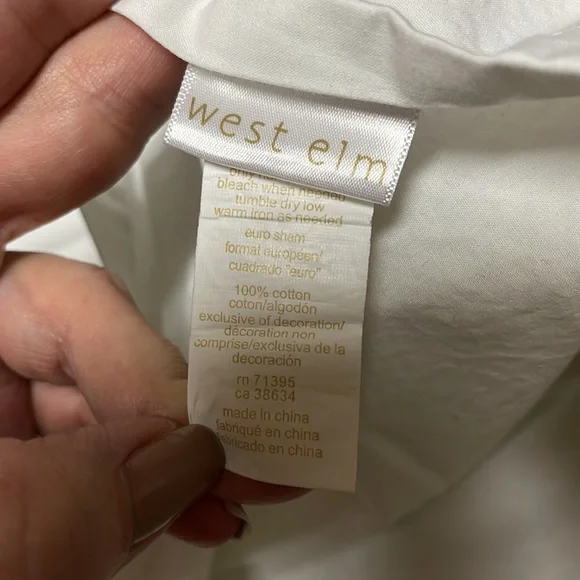 west elm
only
bleach when needed
tumble dry low
warm iron as needed
euro sham
format européen/
cuadrado "euro"
100% cotton
coton/algodón
exclusive of decoration/
décoration non
comprise/exclusiva de la
decoración
rn 71395
ca 38634
made in china
fabriqué en china
fabricado en china